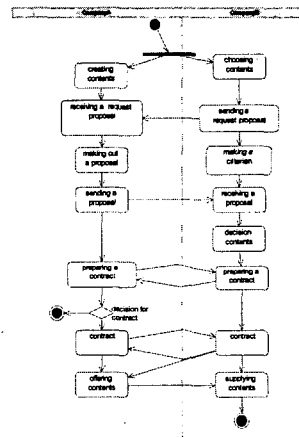 creating
contents
choosing
contents
receiving a request
proposal
sending a
request proposal
making out
a proposal
making a
criterion
sending a
proposal
receiving a
proposal
decision
contents
preparing a
contract
preparing a
contract
decision for
contract
contract
contract
offering
contents
supplying
contents